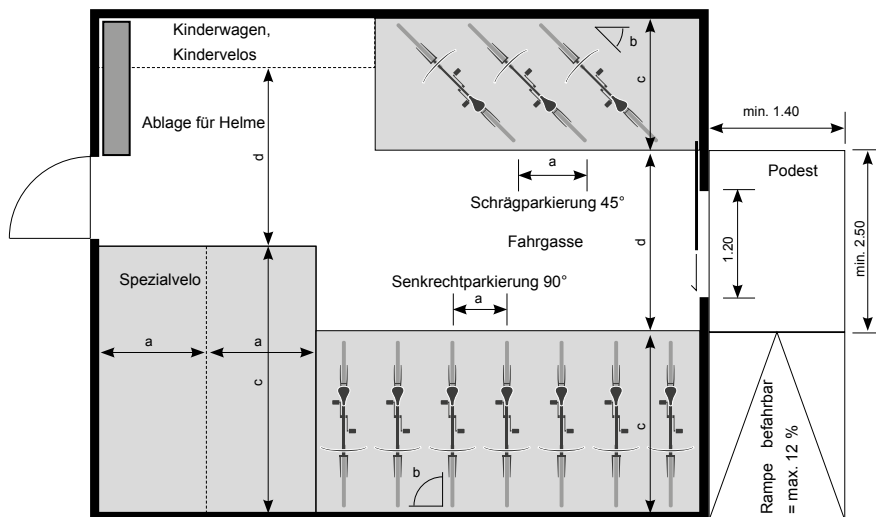 Kinderwagen,
Kindervelos
b
c
min. 1.40
Ablage für Helme
d
a
Podest
Schrägparkierung 45°
Fahrgasse
d
1.20
min. 2.50
Spezialvelo
Senkrechtparkierung 90°
a
a
a
c
c
b
Rampe befahrbar
= max. 12 %